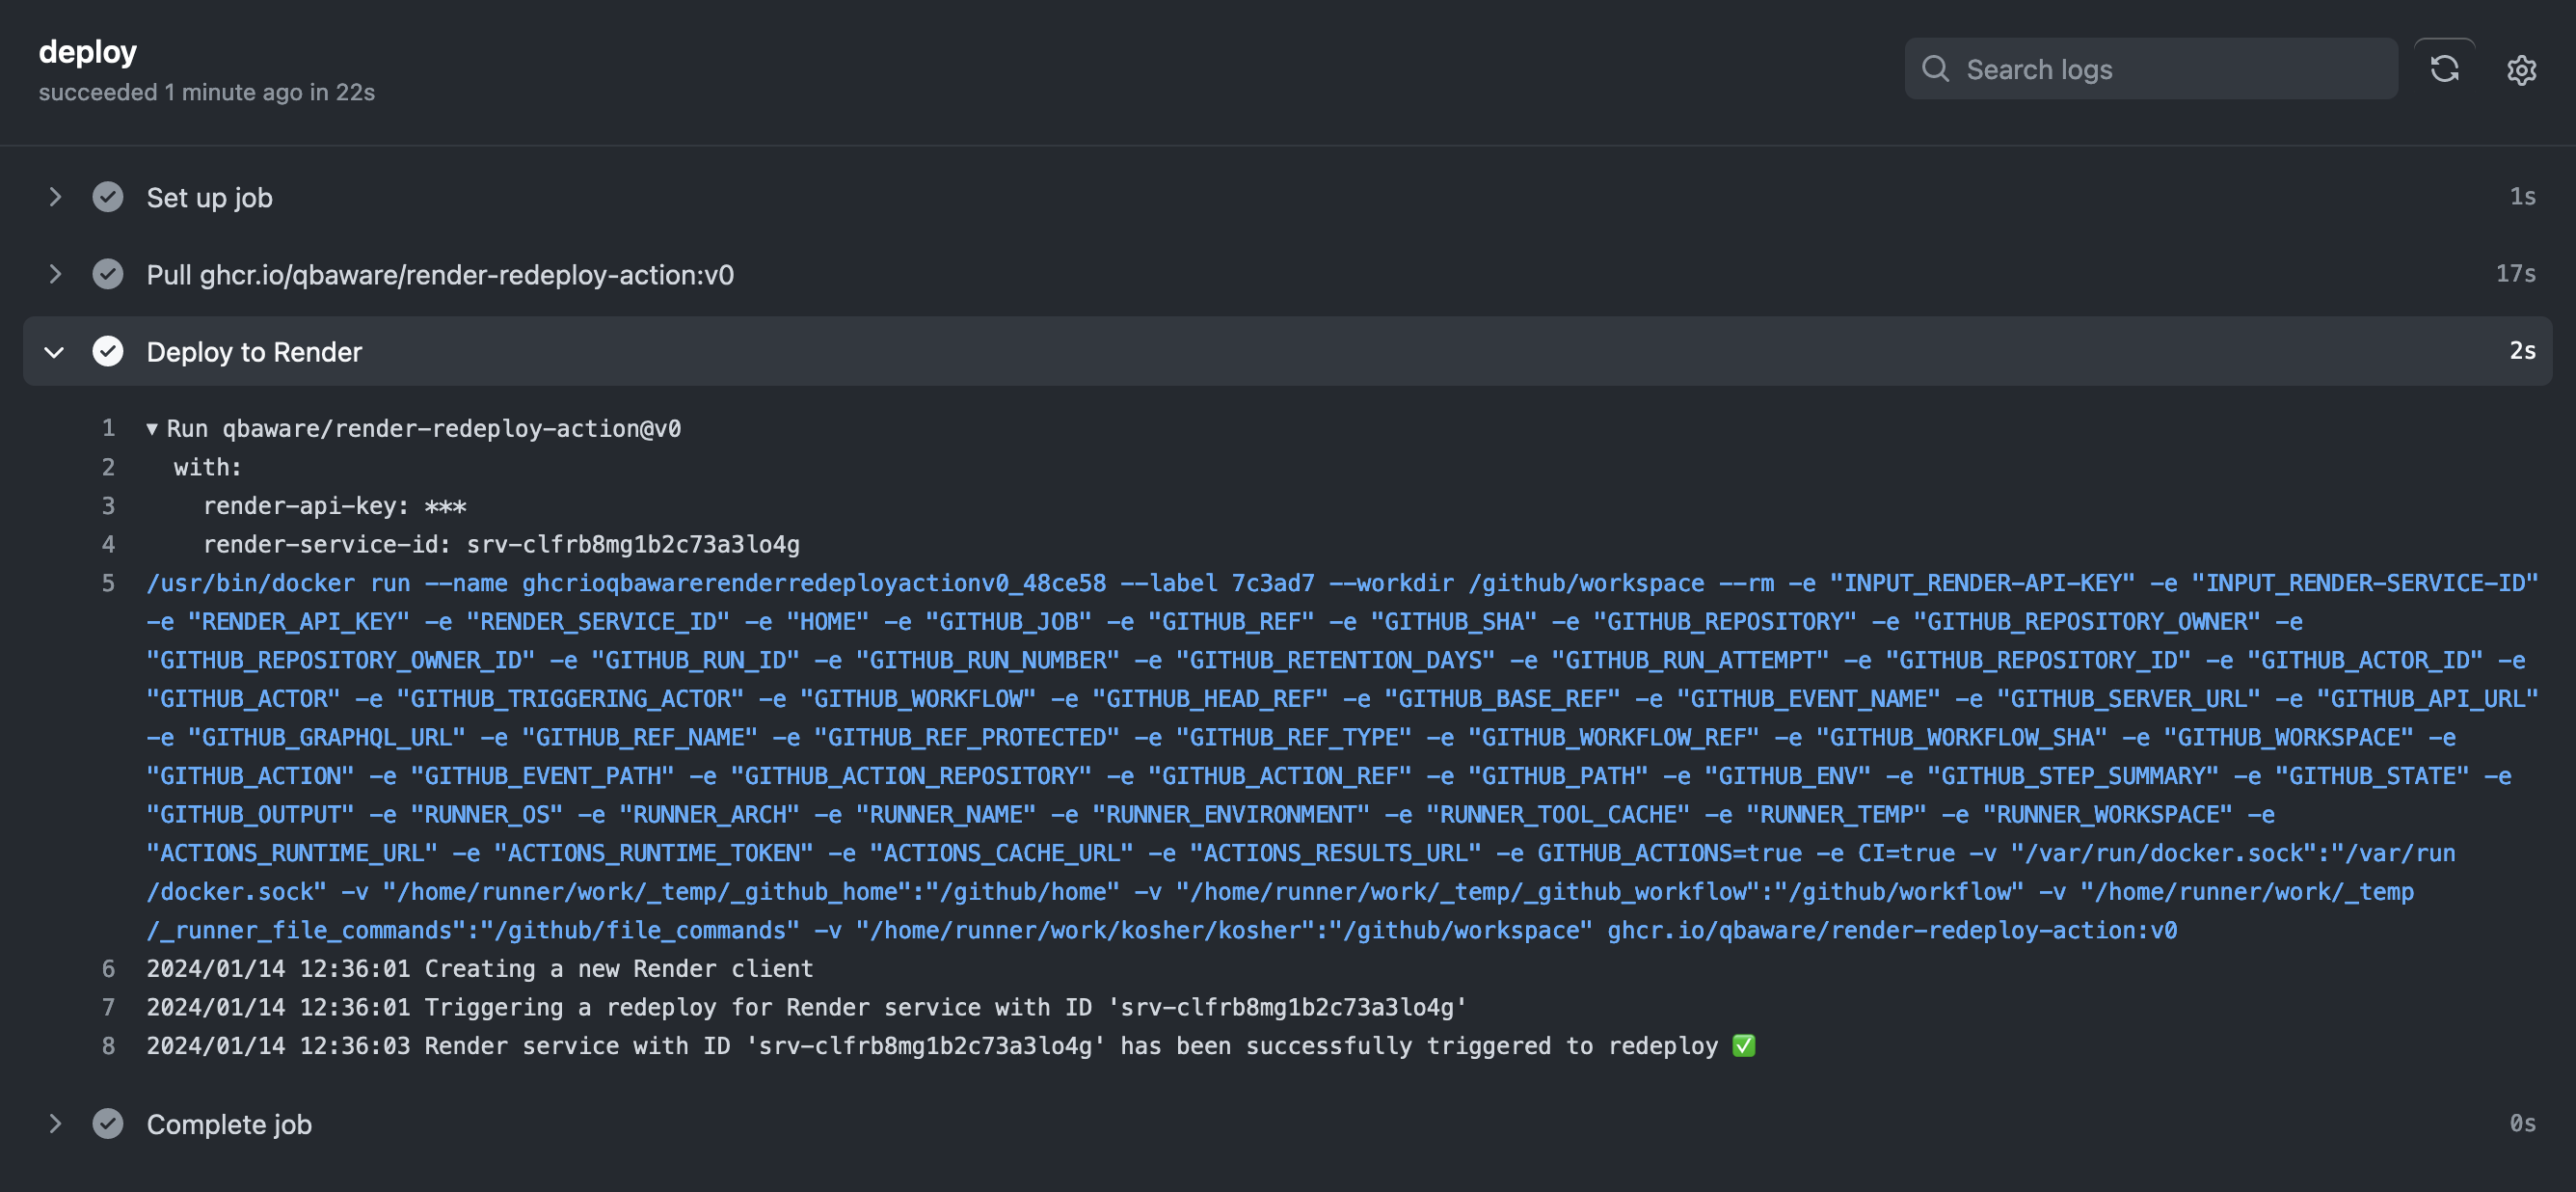 deploy
succeeded 1 minute ago in 22s
Search logs
Set up job 1s
Pull ghcr.io/qbaware/render-redeploy-action:v0 17s
Deploy to Render 2s
1 ▼ Run qbaware/render-redeploy-action@v0
2 with:
3 render-api-key: ***
4 render-service-id: srv-clfrb8mg1b2c73a3lo4g
5 /usr/bin/docker run --name ghcrioqbawarerenderredeployactionv0_48ce58 --label 7c3ad7 --workdir /github/workspace --rm -e "INPUT_RENDER-API-KEY" -e "INPUT_RENDER-SERVICE-ID"
-e "RENDER_API_KEY" -e "RENDER_SERVICE_ID" -e "HOME" -e "GITHUB_JOB" -e "GITHUB_REF" -e "GITHUB_SHA" -e "GITHUB_REPOSITORY" -e "GITHUB_REPOSITORY_OWNER" -e
"GITHUB_REPOSITORY_OWNER_ID" -e "GITHUB_RUN_ID" -e "GITHUB_RUN_NUMBER" -e "GITHUB_RETENTION_DAYS" -e "GITHUB_RUN_ATTEMPT" -e "GITHUB_REPOSITORY_ID" -e "GITHUB_ACTOR_ID" -e
"GITHUB_ACTOR" -e "GITHUB_TRIGGERING_ACTOR" -e "GITHUB_WORKFLOW" -e "GITHUB_HEAD_REF" -e "GITHUB_BASE_REF" -e "GITHUB_EVENT_NAME" -e "GITHUB_SERVER_URL" -e "GITHUB_API_URL"
-e "GITHUB_GRAPHQL_URL" -e "GITHUB_REF_NAME" -e "GITHUB_REF_PROTECTED" -e "GITHUB_REF_TYPE" -e "GITHUB_WORKFLOW_REF" -e "GITHUB_WORKFLOW_SHA" -e "GITHUB_WORKSPACE" -e
"GITHUB_ACTION" -e "GITHUB_EVENT_PATH" -e "GITHUB_ACTION_REPOSITORY" -e "GITHUB_ACTION_REF" -e "GITHUB_PATH" -e "GITHUB_ENV" -e "GITHUB_STEP_SUMMARY" -e "GITHUB_STATE" -e
"GITHUB_OUTPUT" -e "RUNNER_OS" -e "RUNNER_ARCH" -e "RUNNER_NAME" -e "RUNNER_ENVIRONMENT" -e "RUNNER_TOOL_CACHE" -e "RUNNER_TEMP" -e "RUNNER_WORKSPACE" -e
"ACTIONS_RUNTIME_URL" -e "ACTIONS_RUNTIME_TOKEN" -e "ACTIONS_CACHE_URL" -e "ACTIONS_RESULTS_URL" -e GITHUB_ACTIONS=true -e CI=true -v "/var/run/docker.sock":"/var/run
/docker.sock" -v "/home/runner/work/_temp/_github_home":"/github/home" -v "/home/runner/work/_temp/_github_workflow":"/github/workflow" -v "/home/runner/work/_temp
/_runner_file_commands":"/github/file_commands" -v "/home/runner/work/kosher/kosher":"/github/workspace" ghcr.io/qbaware/render-redeploy-action:v0
6 2024/01/14 12:36:01 Creating a new Render client
7 2024/01/14 12:36:01 Triggering a redeploy for Render service with ID 'srv-clfrb8mg1b2c73a3lo4g'
8 2024/01/14 12:36:03 Render service with ID 'srv-clfrb8mg1b2c73a3lo4g' has been successfully triggered to redeploy ✅
Complete job 0s